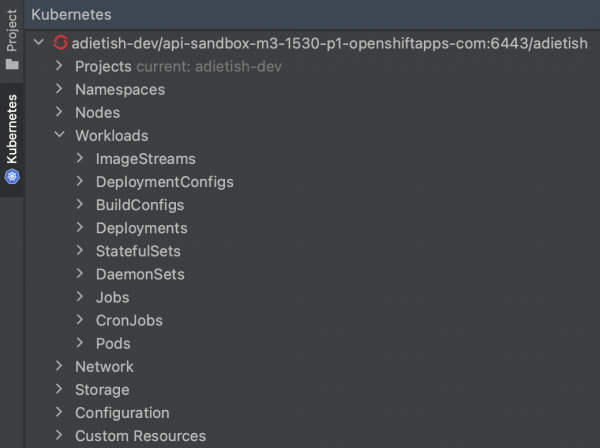 Project
Kubernetes
Kubernetes
adietish-dev/api-sandbox-m3-1530-p1-openshiftapps-com:6443/adietish
Projects current: adietish-dev
Namespaces
Nodes
Workloads
ImageStreams
DeploymentConfigs
BuildConfigs
Deployments
StatefulSets
DaemonSets
Jobs
CronJobs
Pods
Network
Storage
Configuration
Custom Resources